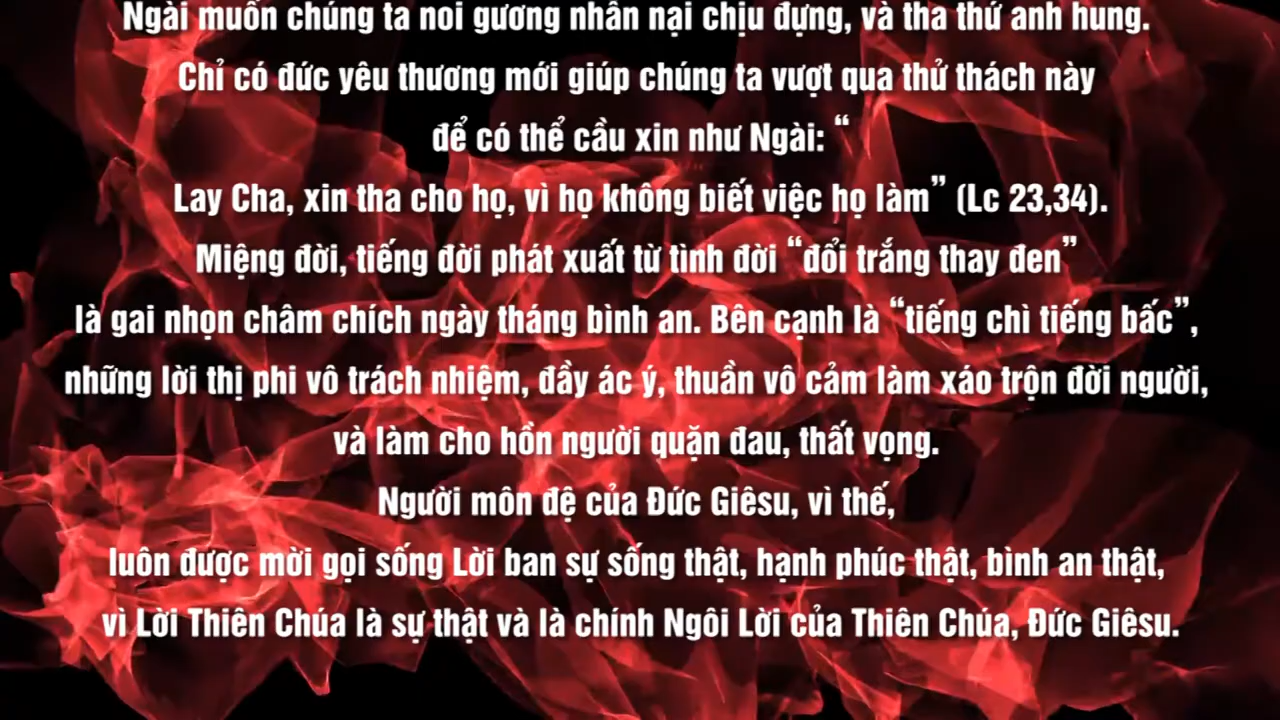 Ngài muốn chúng ta noi gương nhẫn nại chịu đựng, và tha thứ anh hùng.
Chỉ có đức yêu thương mới giúp chúng ta vượt qua thử thách này
để có thể cầu xin như Ngài: “
Lay Cha, xin tha cho họ, vì họ không biết việc họ làm” (Lc 23,34).
Miệng đời, tiếng đời phát xuất từ tình đời “đổi trắng thay đen”
là gai nhọn châm chích ngày tháng bình an. Bên cạnh là “tiếng chì tiếng bấc”,
những lời thị phi vô trách nhiệm, đầy ác ý, thuần vô cảm làm xáo trộn đời người,
và làm cho hồn người quặn đau, thất vọng.
Người môn đệ của Đức Giêsu, vì thế,
luôn được mời gọi sống Lời ban sự sống thật, hạnh phúc thật, bình an thật,
vì Lời Thiên Chúa là sự thật và là chính Ngôi Lời của Thiên Chúa, Đức Giêsu.